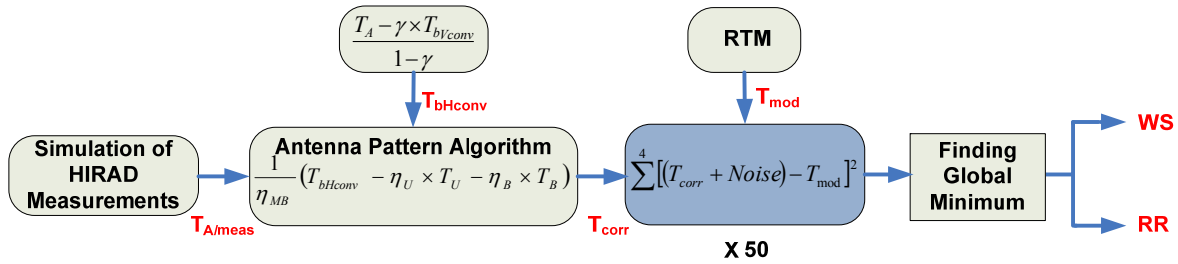 T_A − γ × T_bVconv
1 − γ
RTM
T_bHconv
T_mod
Simulation of
HIRAD
Measurements
T_A/meas
Antenna Pattern Algorithm
1/η_MB (T_bHconv − η_U × T_U − η_B × T_B)
T_corr
4
∑[(T_corr + Noise) − T_mod]²
X 50
Finding
Global
Minimum
WS
RR